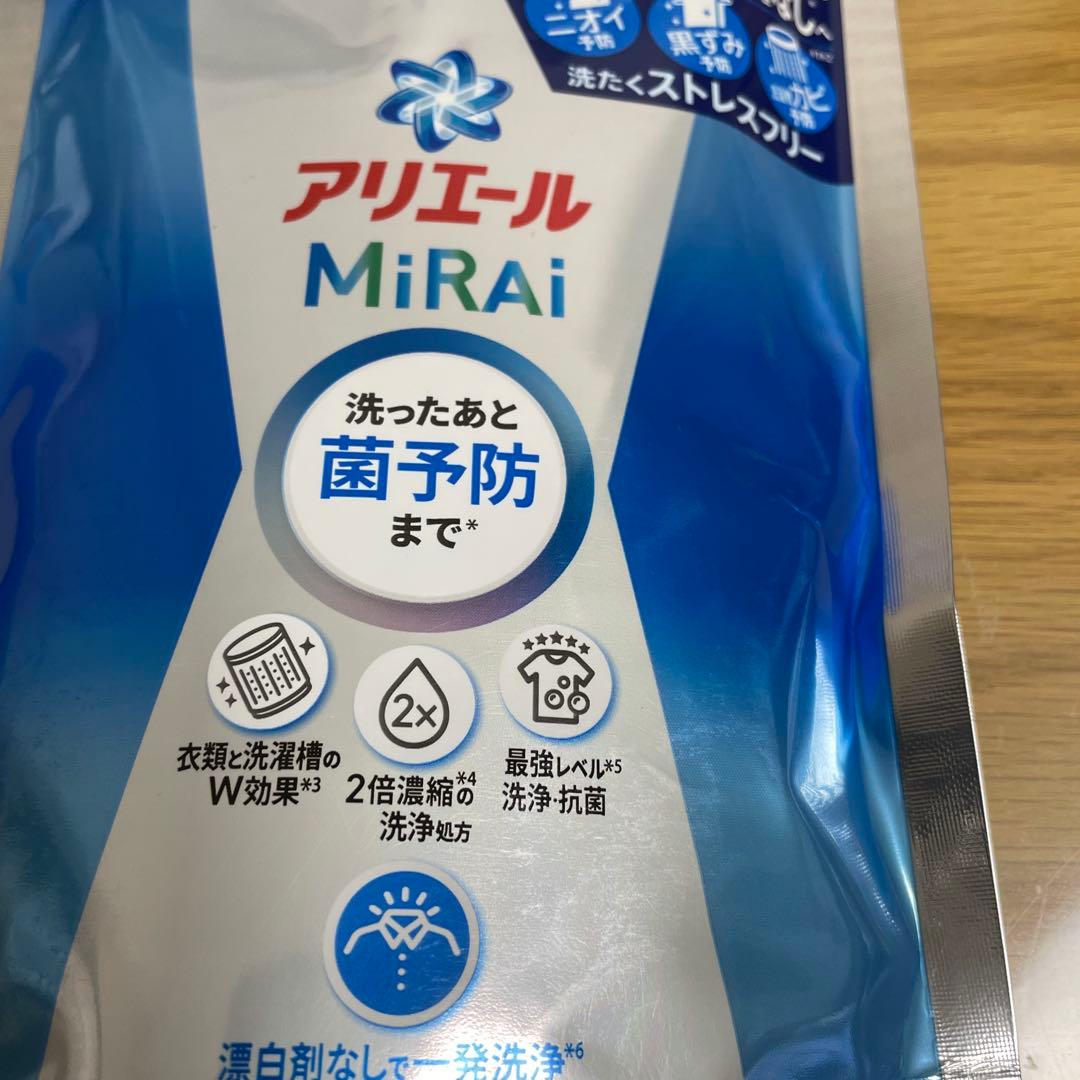 ニオイ
予防
黒ずみ
予防
カビ
予防
洗たくストレスフリー
アリエール
MiRAi
洗ったあと
菌予防
まで*
2x
衣類と洗濯槽の
W効果*3
2倍濃縮*4の
洗浄処方
最強レベル*5
洗浄・抗菌
漂白剤なしで一発洗浄*6